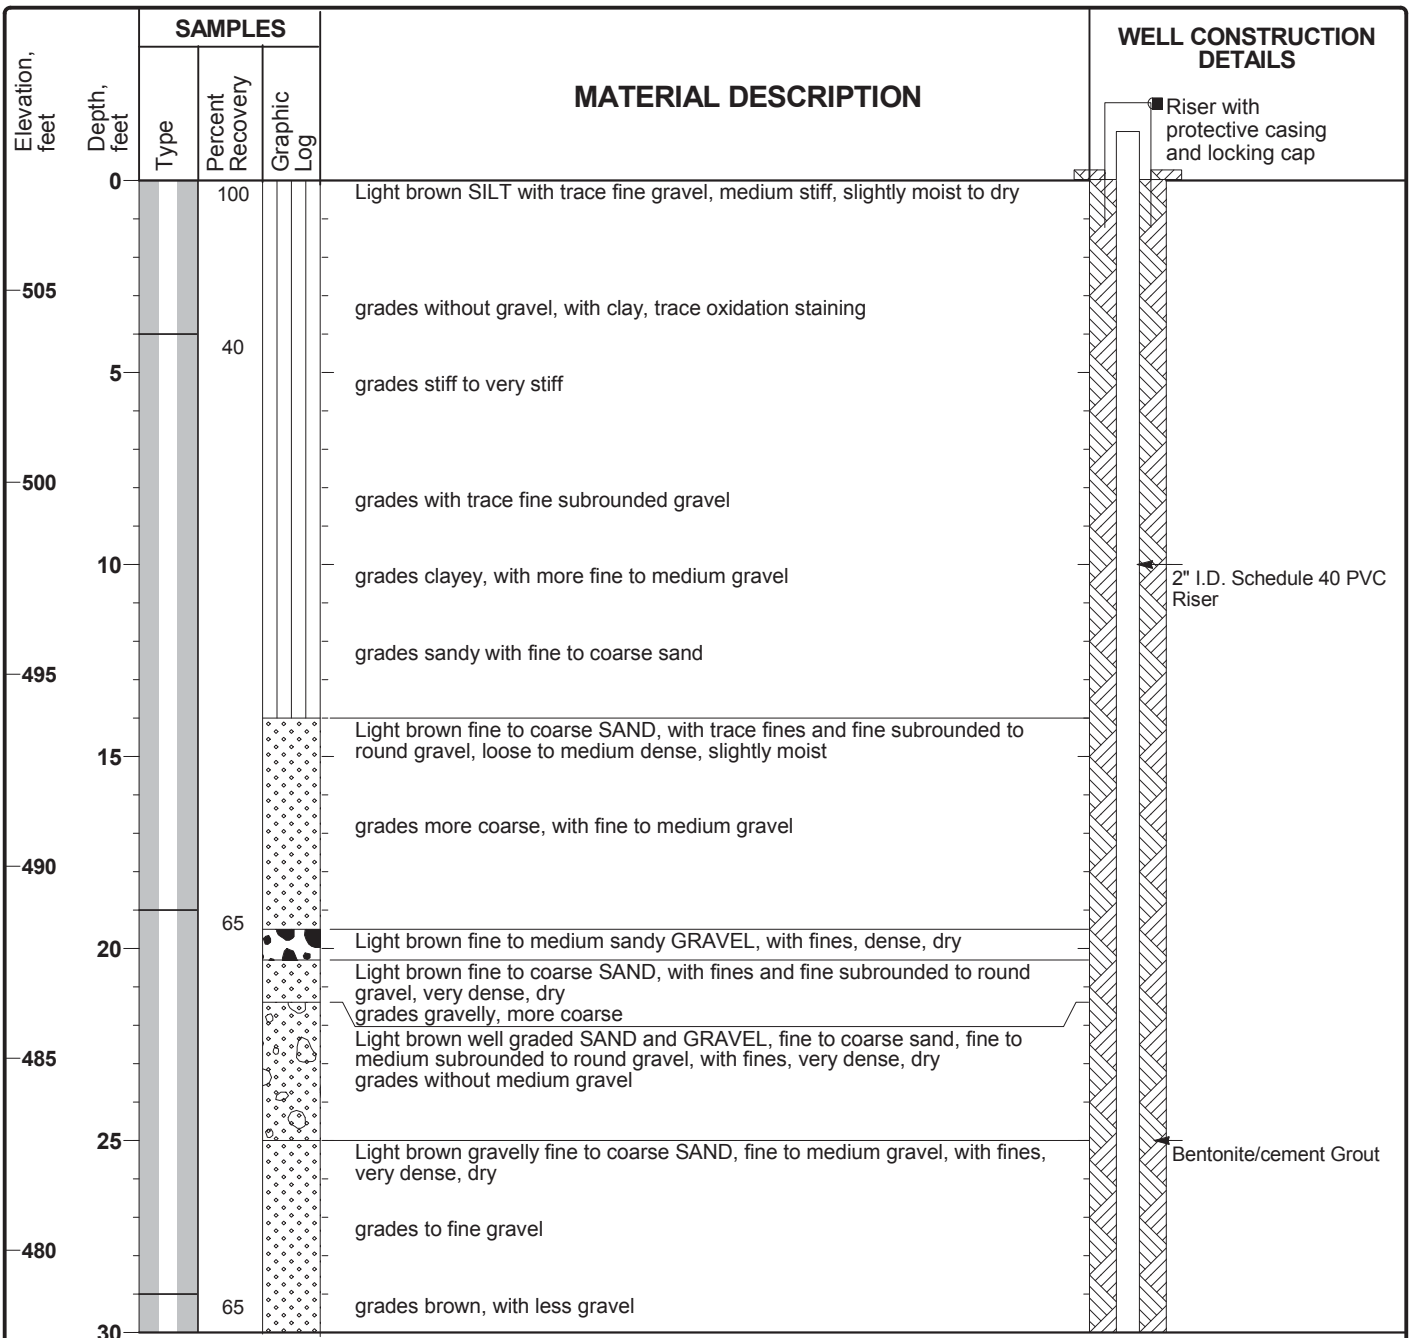 SAMPLES
Elevation,
feet
Depth,
feet
Type
Percent
Recovery
Graphic
Log
MATERIAL DESCRIPTION
WELL CONSTRUCTION
DETAILS
Riser with
protective casing
and locking cap
0
100
Light brown SILT with trace fine gravel, medium stiff, slightly moist to dry
505
grades without gravel, with clay, trace oxidation staining
40
5
grades stiff to very stiff
500
grades with trace fine subrounded gravel
10
grades clayey, with more fine to medium gravel
2" I.D. Schedule 40 PVC
Riser
grades sandy with fine to coarse sand
495
Light brown fine to coarse SAND, with trace fines and fine subrounded to
round gravel, loose to medium dense, slightly moist
15
grades more coarse, with fine to medium gravel
490
65
Light brown fine to medium sandy GRAVEL, with fines, dense, dry
20
Light brown fine to coarse SAND, with fines and fine subrounded to round
gravel, very dense, dry
grades gravelly, more coarse
Light brown well graded SAND and GRAVEL, fine to coarse sand, fine to
medium subrounded to round gravel, with fines, very dense, dry
485
grades without medium gravel
25
Light brown gravelly fine to coarse SAND, fine to medium gravel, with fines,
very dense, dry
Bentonite/cement Grout
grades to fine gravel
480
65
grades brown, with less gravel
30